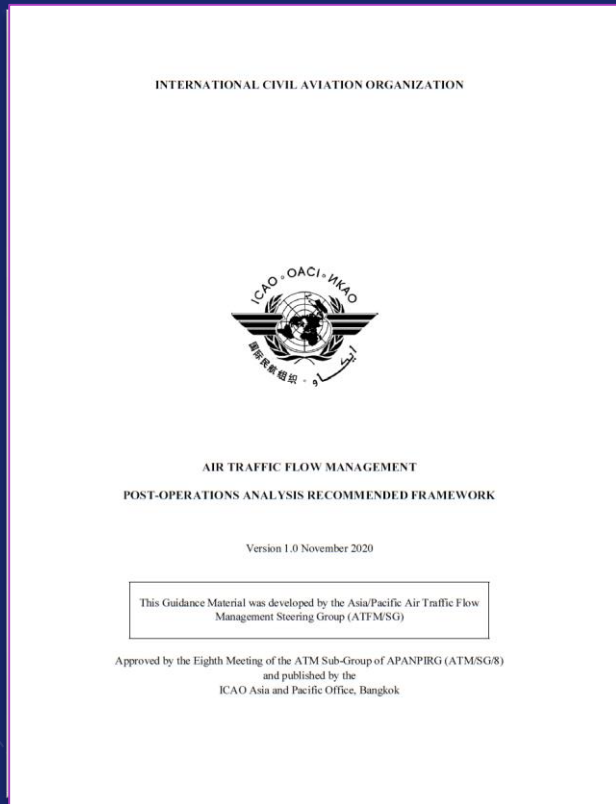 INTERNATIONAL CIVIL AVIATION ORGANIZATION
ICAO · OACI · ИКАО
国际民航组织 · إيكاو
AIR TRAFFIC FLOW MANAGEMENT
POST-OPERATIONS ANALYSIS RECOMMENDED FRAMEWORK
Version 1.0 November 2020
This Guidance Material was developed by the Asia/Pacific Air Traffic Flow
Management Steering Group (ATFM/SG)
Approved by the Eighth Meeting of the ATM Sub-Group of APANPIRG (ATM/SG/8)
and published by the
ICAO Asia and Pacific Office, Bangkok